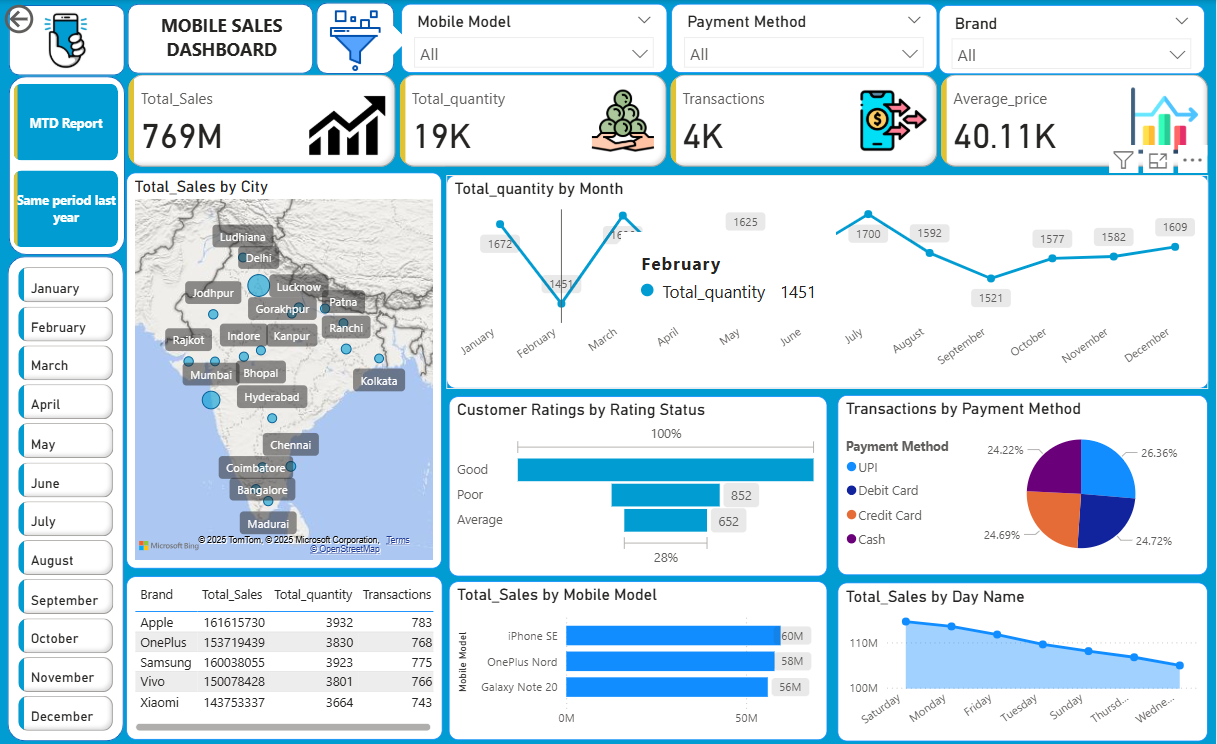 MOBILE SALES
DASHBOARD
Mobile Model
All
Payment Method
All
Brand
All
MTD Report
Same period last
year
Total_Sales
769M
Total_quantity
19K
Transactions
4K
Average_price
40.11K
January
February
March
April
May
June
July
August
September
October
November
December
Total_Sales by City
Ludhiana
Delhi
Jodhpur
Lucknow
Gorakhpur
Patna
Rajkot
Indore
Kanpur
Ranchi
Mumbai
Bhopal
Kolkata
Hyderabad
Chennai
Coimbatore
Bangalore
Madurai
Microsoft Bing
© 2025 TomTom, © 2025 Microsoft Corporation, Terms
© OpenStreetMap
Total_quantity by Month
1672
1451
1625
1700
1592
1521
1577
1582
1609
February
Total_quantity 1451
January
February
March
April
May
June
July
August
September
October
November
December
Customer Ratings by Rating Status
100%
Good
Poor
852
Average
652
28%
Transactions by Payment Method
Payment Method
UPI
Debit Card
Credit Card
Cash
24.22%
26.36%
24.69%
24.72%
Brand Total_Sales Total_quantity Transactions
Apple 161615730 3932 783
OnePlus 153719439 3830 768
Samsung 160038055 3923 775
Vivo 150078428 3801 766
Xiaomi 143753337 3664 743
Total_Sales by Mobile Model
Mobile Model
iPhone SE
60M
OnePlus Nord
58M
Galaxy Note 20
56M
0M
50M
Total_Sales by Day Name
110M
100M
Saturday
Monday
Friday
Tuesday
Sunday
Thursd...
Wedne...